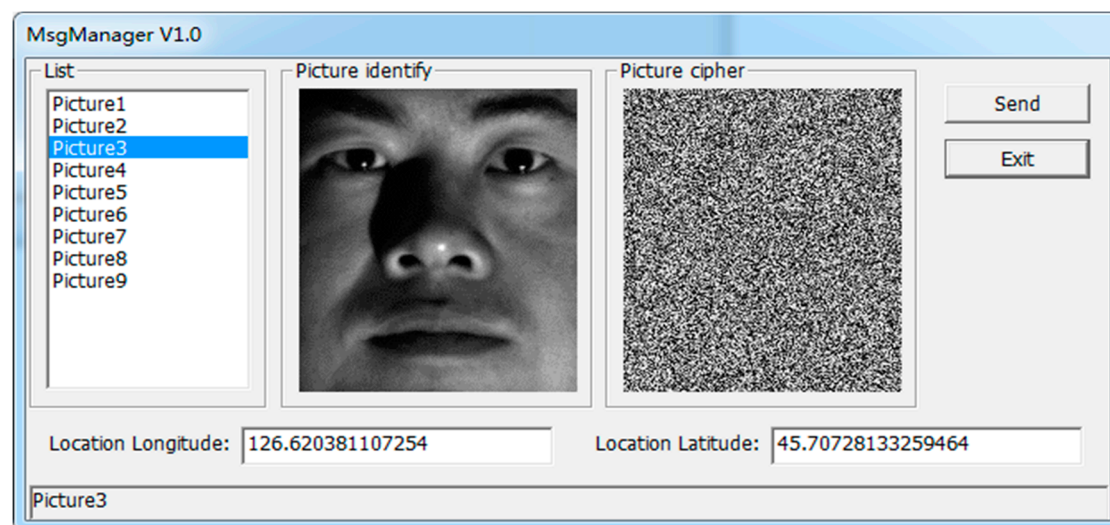 MsgManager V1.0
List
Picture1
Picture2
Picture3
Picture4
Picture5
Picture6
Picture7
Picture8
Picture9
Picture identify
Picture cipher
Send
Exit
Location Longitude: 126.620381107254
Location Latitude: 45.70728133259464
Picture3